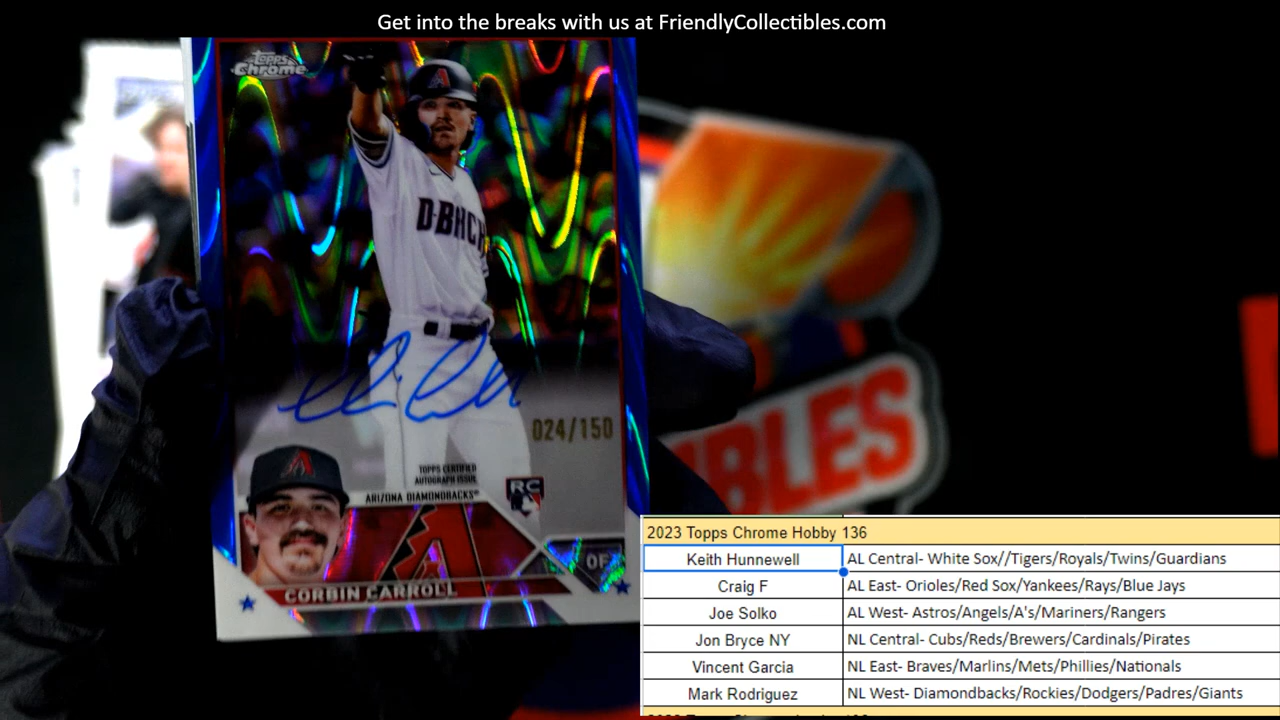 Get into the breaks with us at FriendlyCollectibles.com
Topps
Chrome
A
D-BACK
024/150
TOPPS CERTIFIED
AUTOGRAPH ISSUE
RC
ARIZONA DIAMONDBACKS®
A
OF
CORBIN CARROLL
IBLES
2023 Topps Chrome Hobby 136
Keith Hunnewell AL Central- White Sox//Tigers/Royals/Twins/Guardians
Craig F AL East- Orioles/Red Sox/Yankees/Rays/Blue Jays
Joe Solko AL West- Astros/Angels/A's/Mariners/Rangers
Jon Bryce NY NL Central- Cubs/Reds/Brewers/Cardinals/Pirates
Vincent Garcia NL East- Braves/Marlins/Mets/Phillies/Nationals
Mark Rodriguez NL West- Diamondbacks/Rockies/Dodgers/Padres/Giants